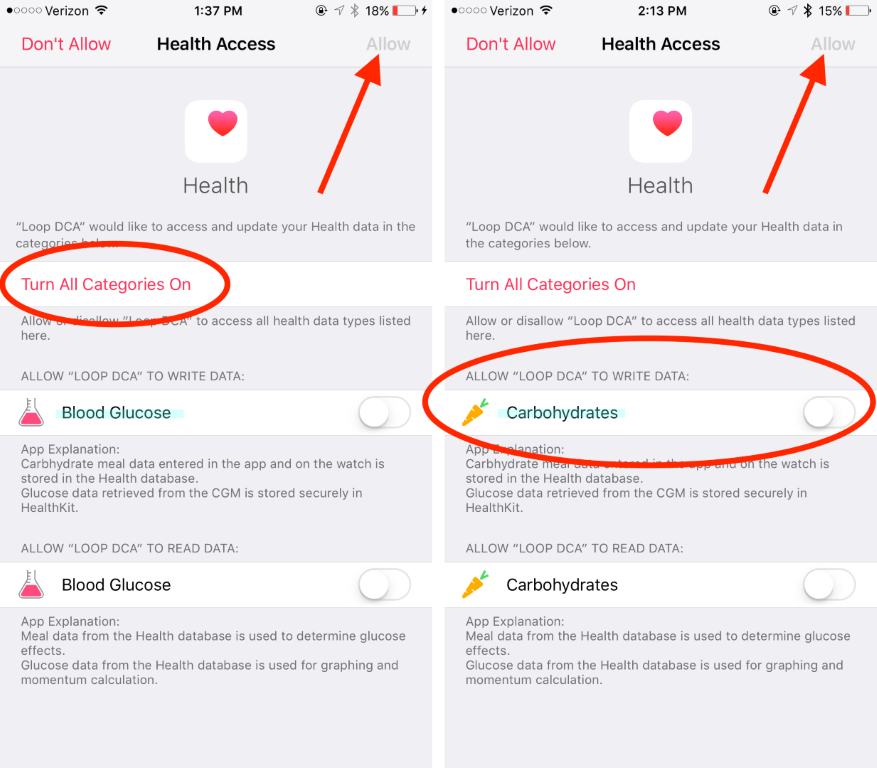 Verizon 1:37 PM 18%
Don't Allow Health Access Allow
Health
“Loop DCA” would like to access and update your Health data in the
categories below.
Turn All Categories On
Allow or disallow “Loop DCA” to access all health data types listed
here.
ALLOW “LOOP DCA” TO WRITE DATA:
Blood Glucose
App Explanation:
Carbhydrate meal data entered in the app and on the watch is
stored in the Health database.
Glucose data retrieved from the CGM is stored securely in
HealthKit.
ALLOW “LOOP DCA” TO READ DATA:
Blood Glucose
App Explanation:
Meal data from the Health database is used to determine glucose
effects.
Glucose data from the Health database is used for graphing and
momentum calculation.
Verizon 2:13 PM 15%
Don't Allow Health Access Allow
Health
“Loop DCA” would like to access and update your Health data in
the categories below.
Turn All Categories On
Allow or disallow “Loop DCA” to access all health data types listed
here.
ALLOW “LOOP DCA” TO WRITE DATA:
Carbohydrates
App Explanation:
Carbhydrate meal data entered in the app and on the watch is
stored in the Health database.
Glucose data retrieved from the CGM is stored securely in
HealthKit.
ALLOW “LOOP DCA” TO READ DATA:
Carbohydrates
App Explanation:
Meal data from the Health database is used to determine glucose
effects.
Glucose data from the Health database is used for graphing and
momentum calculation.